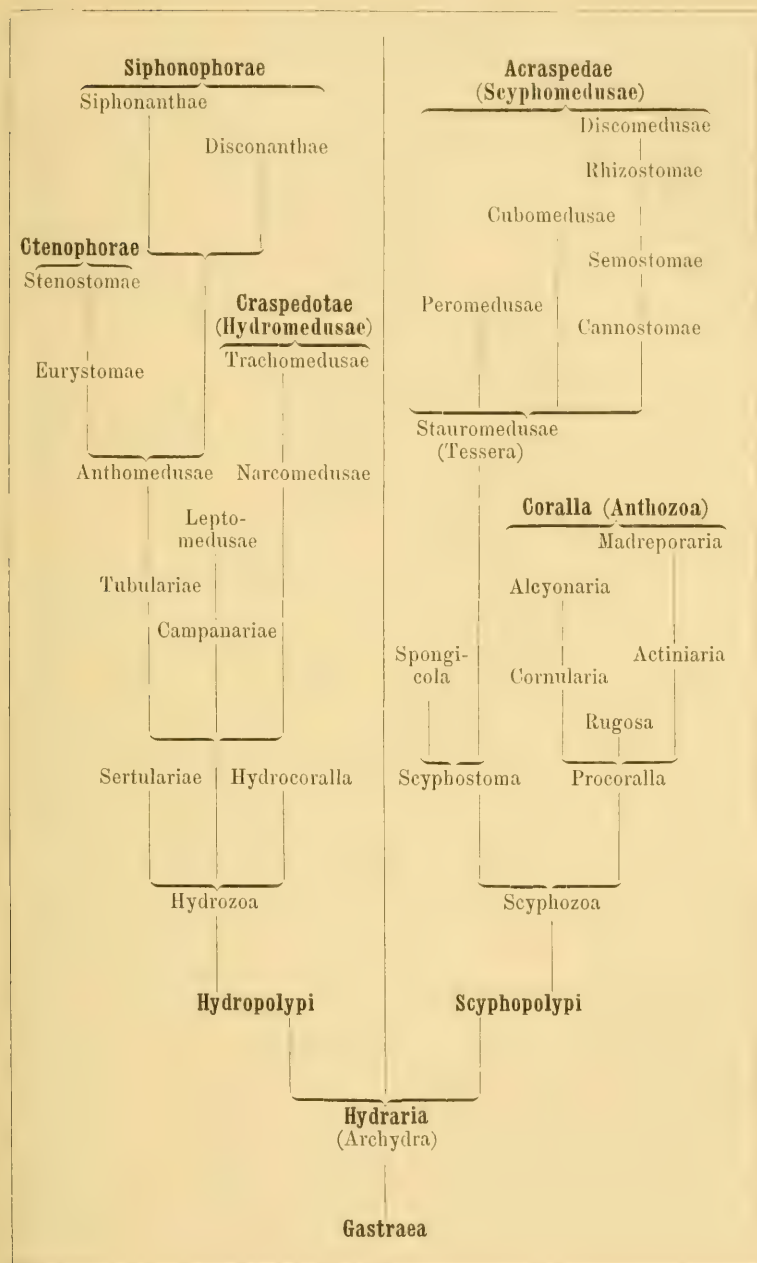 Siphonophorae
Siphonanthae
Disconanthae
Ctenophorae
Stenostomae
Craspedotae
(Hydromedusae)
Trachomedusae
Eurystomae
Anthomedusae
Narcomedusae
Lepto-
medusae
Tubulariae
Campanariae
Sertulariae
Hydrocoralla
Hydrozoa
Hydropolypi
Acraspedae
(Scyphomedusae)
Discomedusae
Rhizostomae
Cubomedusae
Semostomae
Peromedusae
Cannostomae
Stauromedusae
(Tessera)
Coralla (Anthozoa)
Madreporaria
Alcyonaria
Spongi-
cola
Actiniaria
Cornularia
Rugosa
Scyphostoma
Procoralla
Scyphozoa
Scyphopolypi
Hydraria
(Archydra)
Gastraea